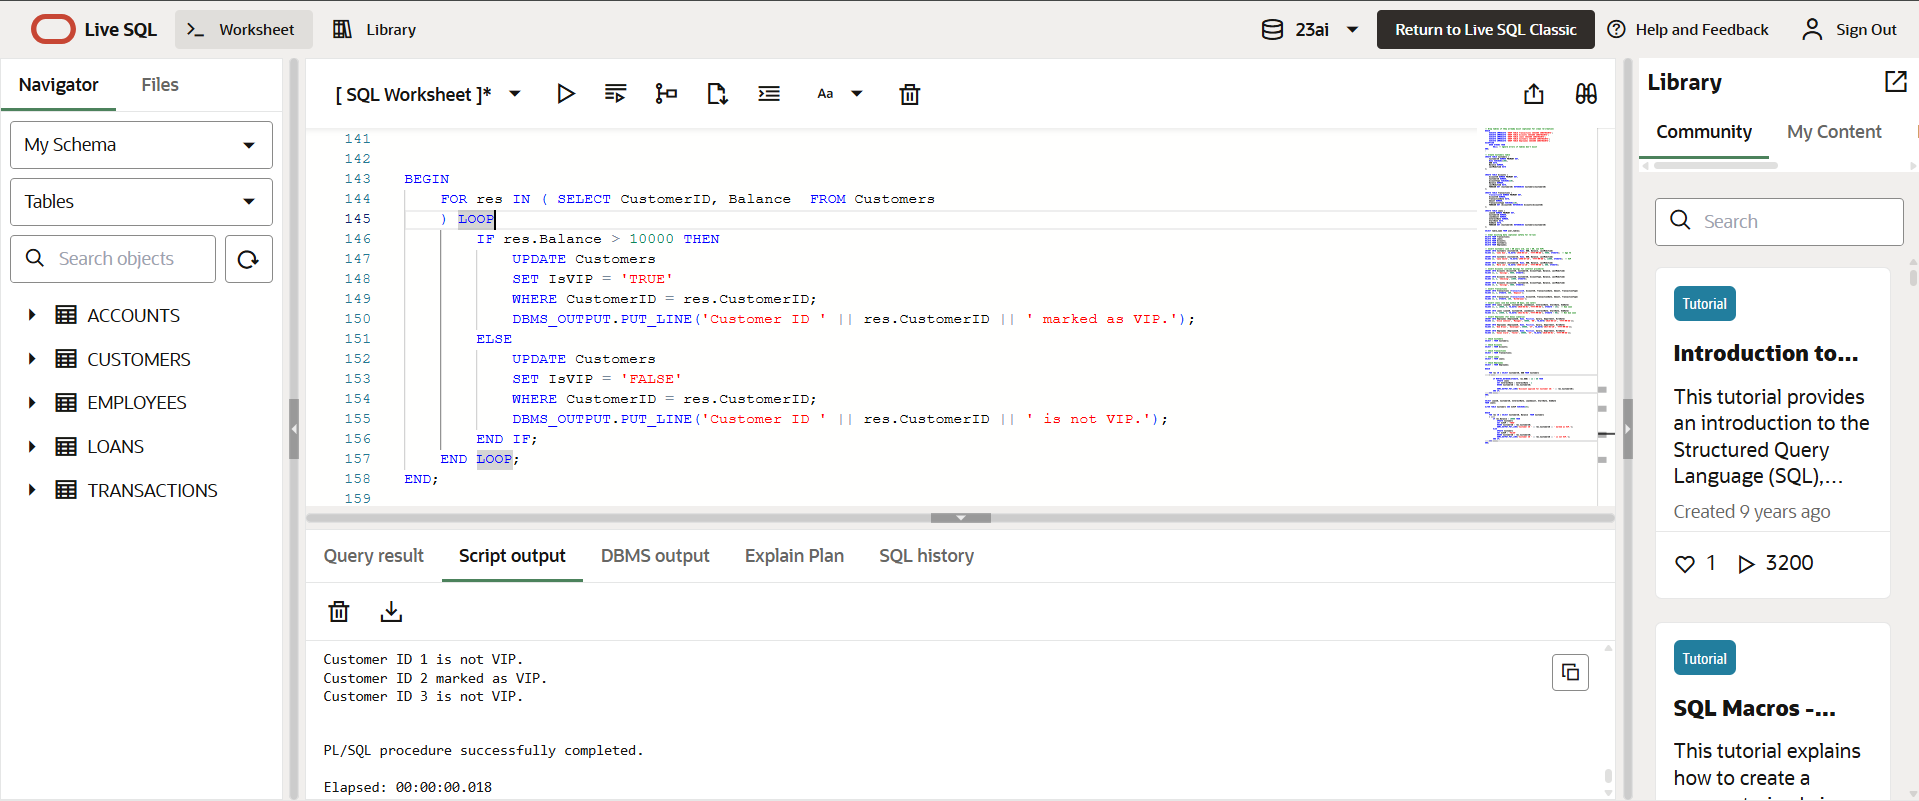 Live SQL
Worksheet
Library
23ai
Return to Live SQL Classic
Help and Feedback
Sign Out
Navigator
Files
My Schema
Tables
Search objects
ACCOUNTS
CUSTOMERS
EMPLOYEES
LOANS
TRANSACTIONS
[ SQL Worksheet ]*
Aa
141
142
143 BEGIN
144 FOR res IN ( SELECT CustomerID, Balance  FROM Customers
145 ) LOOP
146 IF res.Balance > 10000 THEN
147 UPDATE Customers
148 SET IsVIP = 'TRUE'
149 WHERE CustomerID = res.CustomerID;
150 DBMS_OUTPUT.PUT_LINE('Customer ID ' || res.CustomerID || ' marked as VIP.');
151 ELSE
152 UPDATE Customers
153 SET IsVIP = 'FALSE'
154 WHERE CustomerID = res.CustomerID;
155 DBMS_OUTPUT.PUT_LINE('Customer ID ' || res.CustomerID || ' is not VIP.');
156 END IF;
157 END LOOP;
158 END;
159
Query result
Script output
DBMS output
Explain Plan
SQL history
Customer ID 1 is not VIP.
Customer ID 2 marked as VIP.
Customer ID 3 is not VIP.
PL/SQL procedure successfully completed.
Elapsed: 00:00:00.018
Library
Community
My Content
Search
Tutorial
Introduction to...
This tutorial provides
an introduction to the
Structured Query
Language (SQL),...
Created 9 years ago
1
3200
Tutorial
SQL Macros -...
This tutorial explains
how to create a